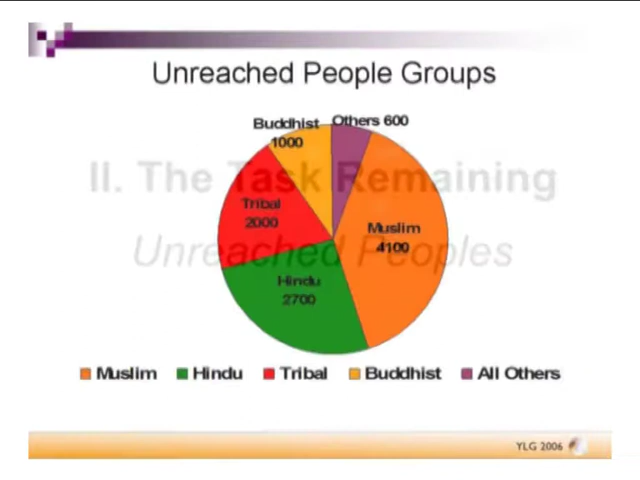 Unreached People Groups
Buddhist
1000
Others 600
II. The Task Remaining
Tribal
2000
Muslim
4100
Unreached Peoples
Hindu
2700
Muslim Hindu Tribal Buddhist All Others
YLG 2006